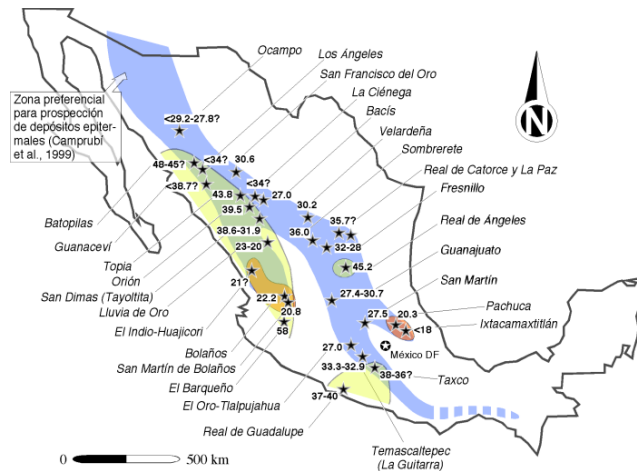 Ocampo
Los Ángeles
San Francisco del Oro
La Ciénega
Bacís
Velardeña
Sombrerete
Real de Catorce y La Paz
Fresnillo
Real de Ángeles
Guanajuato
San Martín
Pachuca
Ixtacamaxtitlán
Taxco
Temascaltepec
(La Guitarra)
Zona preferencial
para prospección
de depósitos epiter-
males (Camprubí
et al., 1999)
Batopilas
Guanaceví
Topia
Orión
San Dimas (Tayoltita)
Lluvia de Oro
El Indio-Huajicori
Bolaños
San Martín de Bolaños
El Barqueño
El Oro-Tlalpujahua
Real de Guadalupe
<29.2-27.8?
48-45?
<34?
30.6
<38.7?
<34?
43.8
27.0
39.5
30.2
35.7?
38.6-31.9
36.0
32-28
23-20
45.2
21?
22.2
27.4-30.7
20.8
27.5
20.3
<18
58
27.0
México DF
33.3-32.9
38-36?
37-40
N
0
500 km